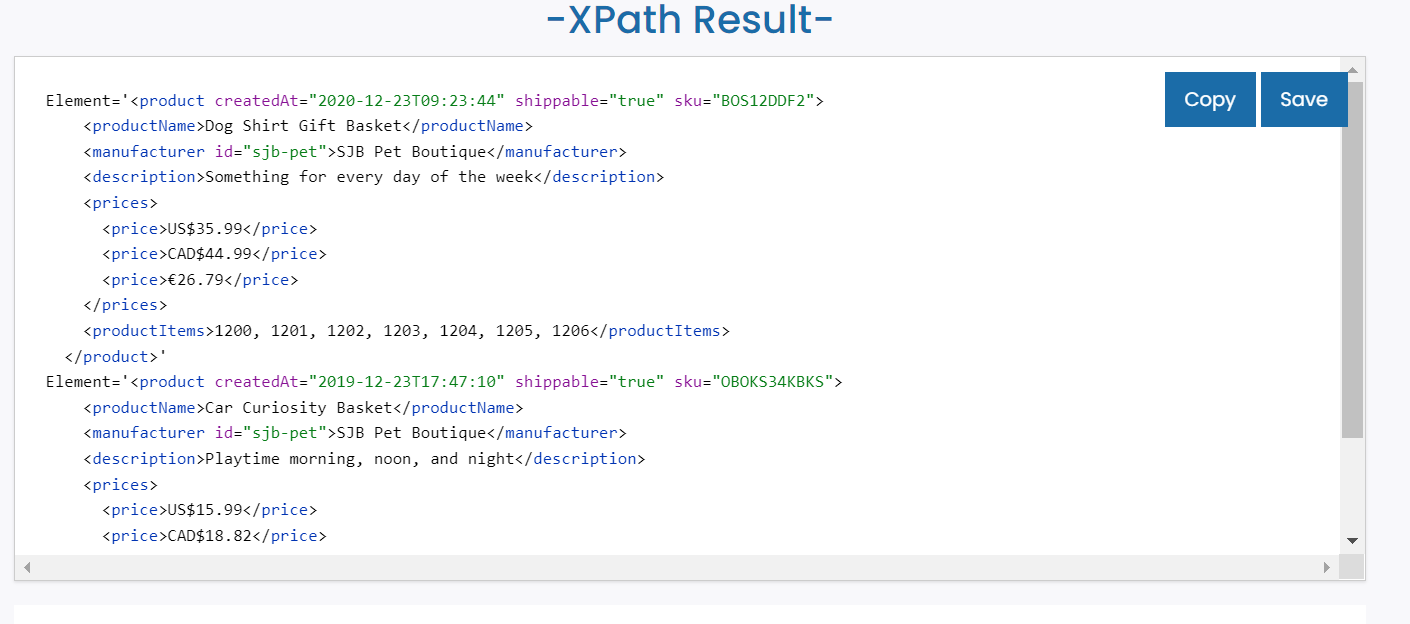 -XPath Result-
Copy
Save
Element='<product createdAt="2020-12-23T09:23:44" shippable="true" sku="BOS12DDF2">
<productName>Dog Shirt Gift Basket</productName>
<manufacturer id="sjb-pet">SJB Pet Boutique</manufacturer>
<description>Something for every day of the week</description>
<prices>
<price>US$35.99</price>
<price>CAD$44.99</price>
<price>€26.79</price>
</prices>
<productItems>1200, 1201, 1202, 1203, 1204, 1205, 1206</productItems>
</product>'
Element='<product createdAt="2019-12-23T17:47:10" shippable="true" sku="OBOKS34KBKS">
<productName>Car Curiosity Basket</productName>
<manufacturer id="sjb-pet">SJB Pet Boutique</manufacturer>
<description>Playtime morning, noon, and night</description>
<prices>
<price>US$15.99</price>
<price>CAD$18.82</price>